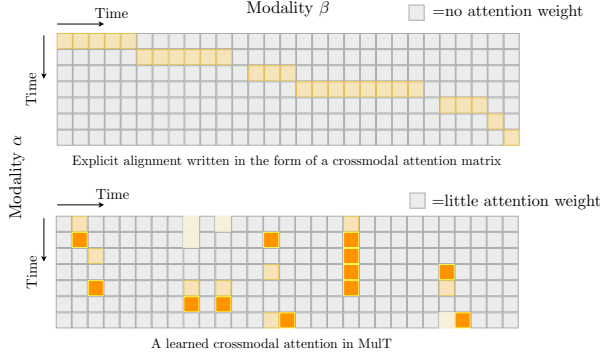 Modality β
Time
=no attention weight
Time
Explicit alignment written in the form of a crossmodal attention matrix
Modality α
Time
=little attention weight
Time
A learned crossmodal attention in MulT